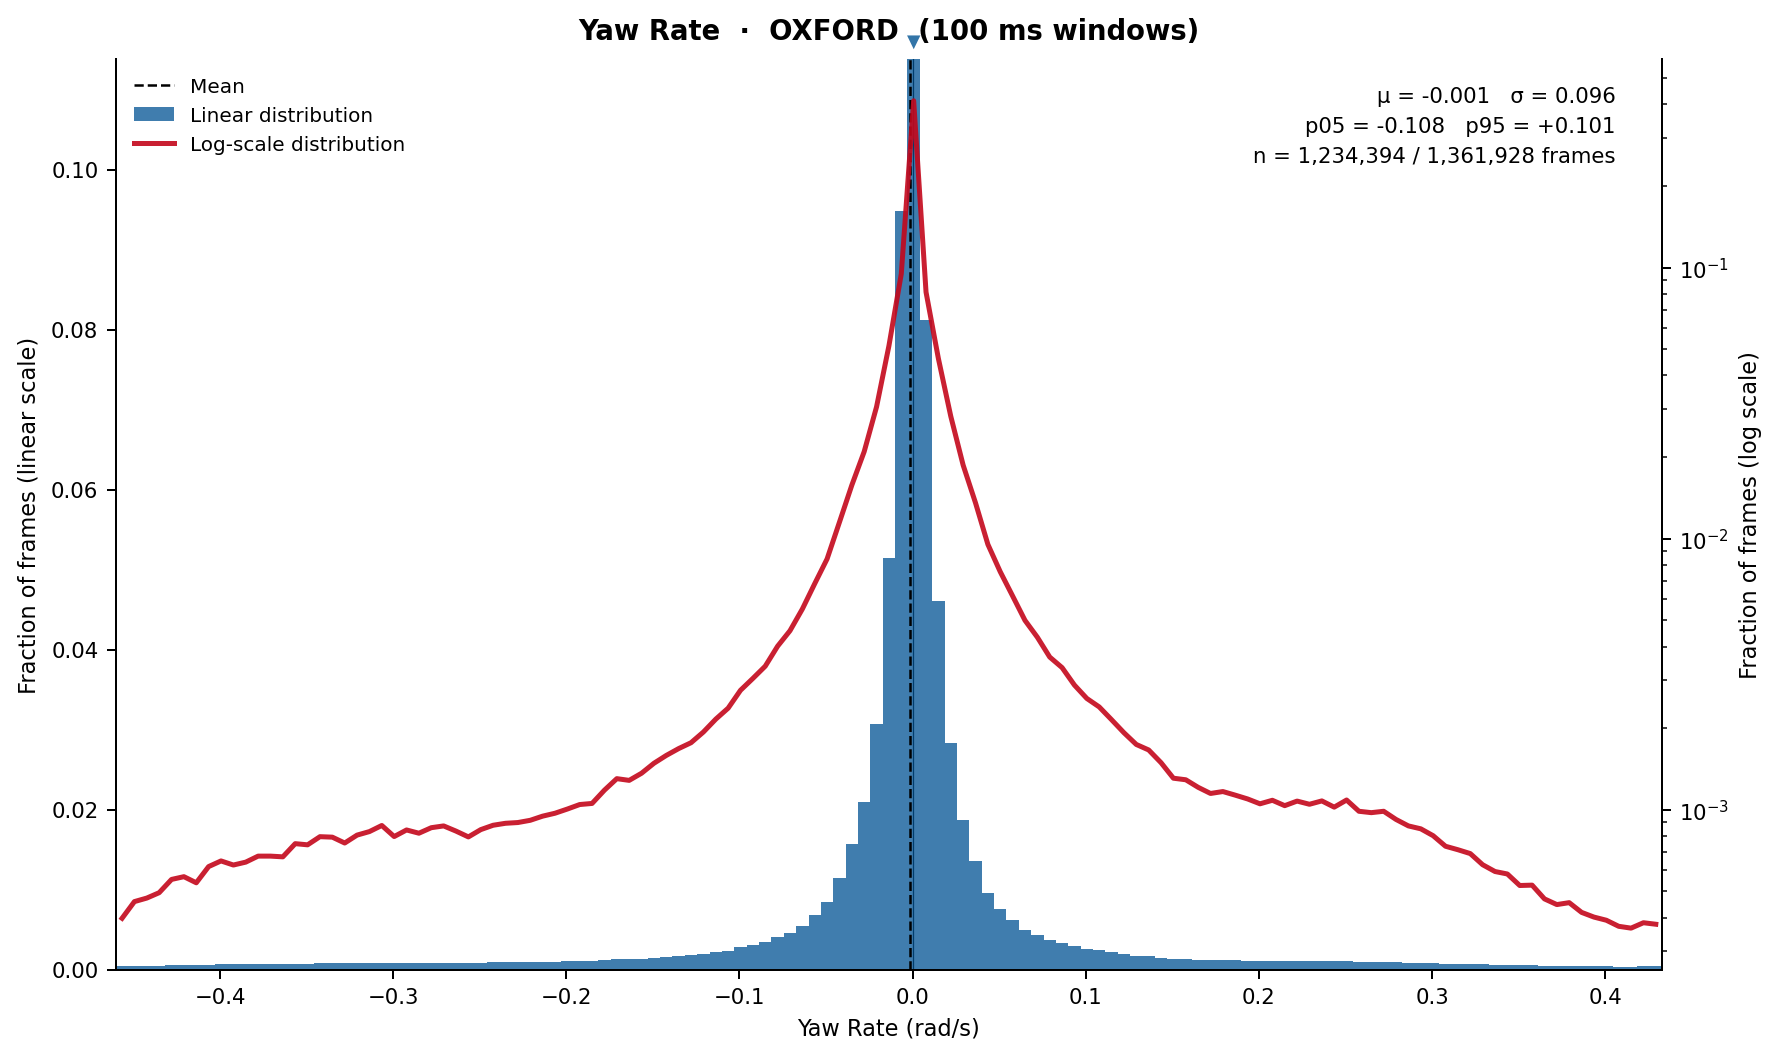 Yaw Rate · OXFORD (100 ms windows)
Mean
Linear distribution
Log-scale distribution
μ = -0.001 σ = 0.096
p05 = -0.108 p95 = +0.101
n = 1,234,394 / 1,361,928 frames
Fraction of frames (linear scale)
0.10
0.08
0.06
0.04
0.02
0.00
10⁻¹
10⁻²
10⁻³
Fraction of frames (log scale)
−0.4 −0.3 −0.2 −0.1 0.0 0.1 0.2 0.3 0.4
Yaw Rate (rad/s)